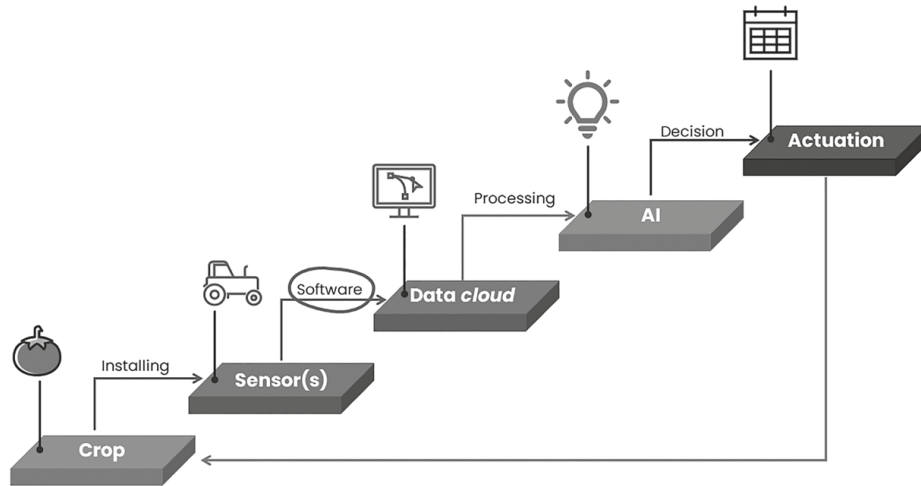 Decision
Actuation
Processing
AI
Software
Data cloud
Installing
Sensor(s)
Crop